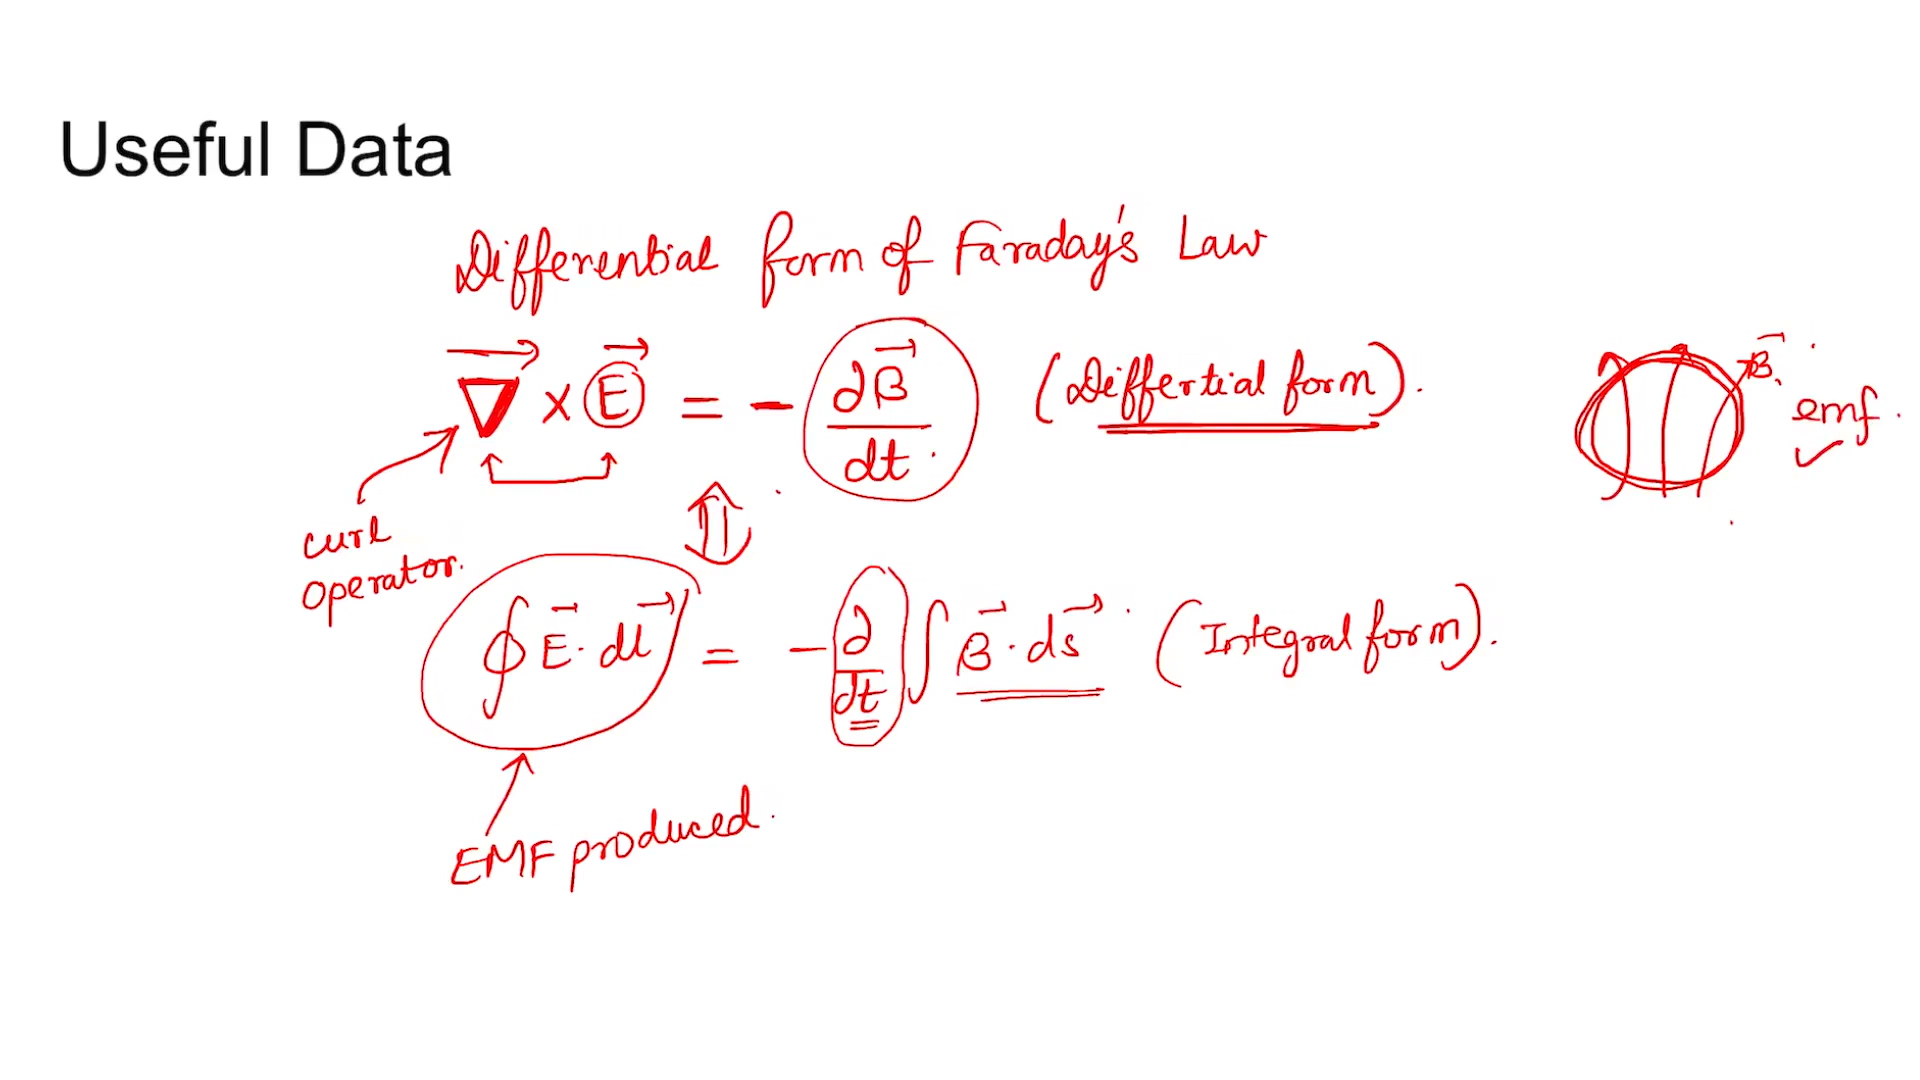 Useful Data
Differential form of Faraday's Law
∇⃗ × E⃗ = - ∂B⃗/dt (Differtial form).
B⃗.
emf.
curl
operator.
∮ E⃗ · dl⃗ = - ∂/dt ∫ B⃗ · ds⃗ (Integral form).
EMF produced.